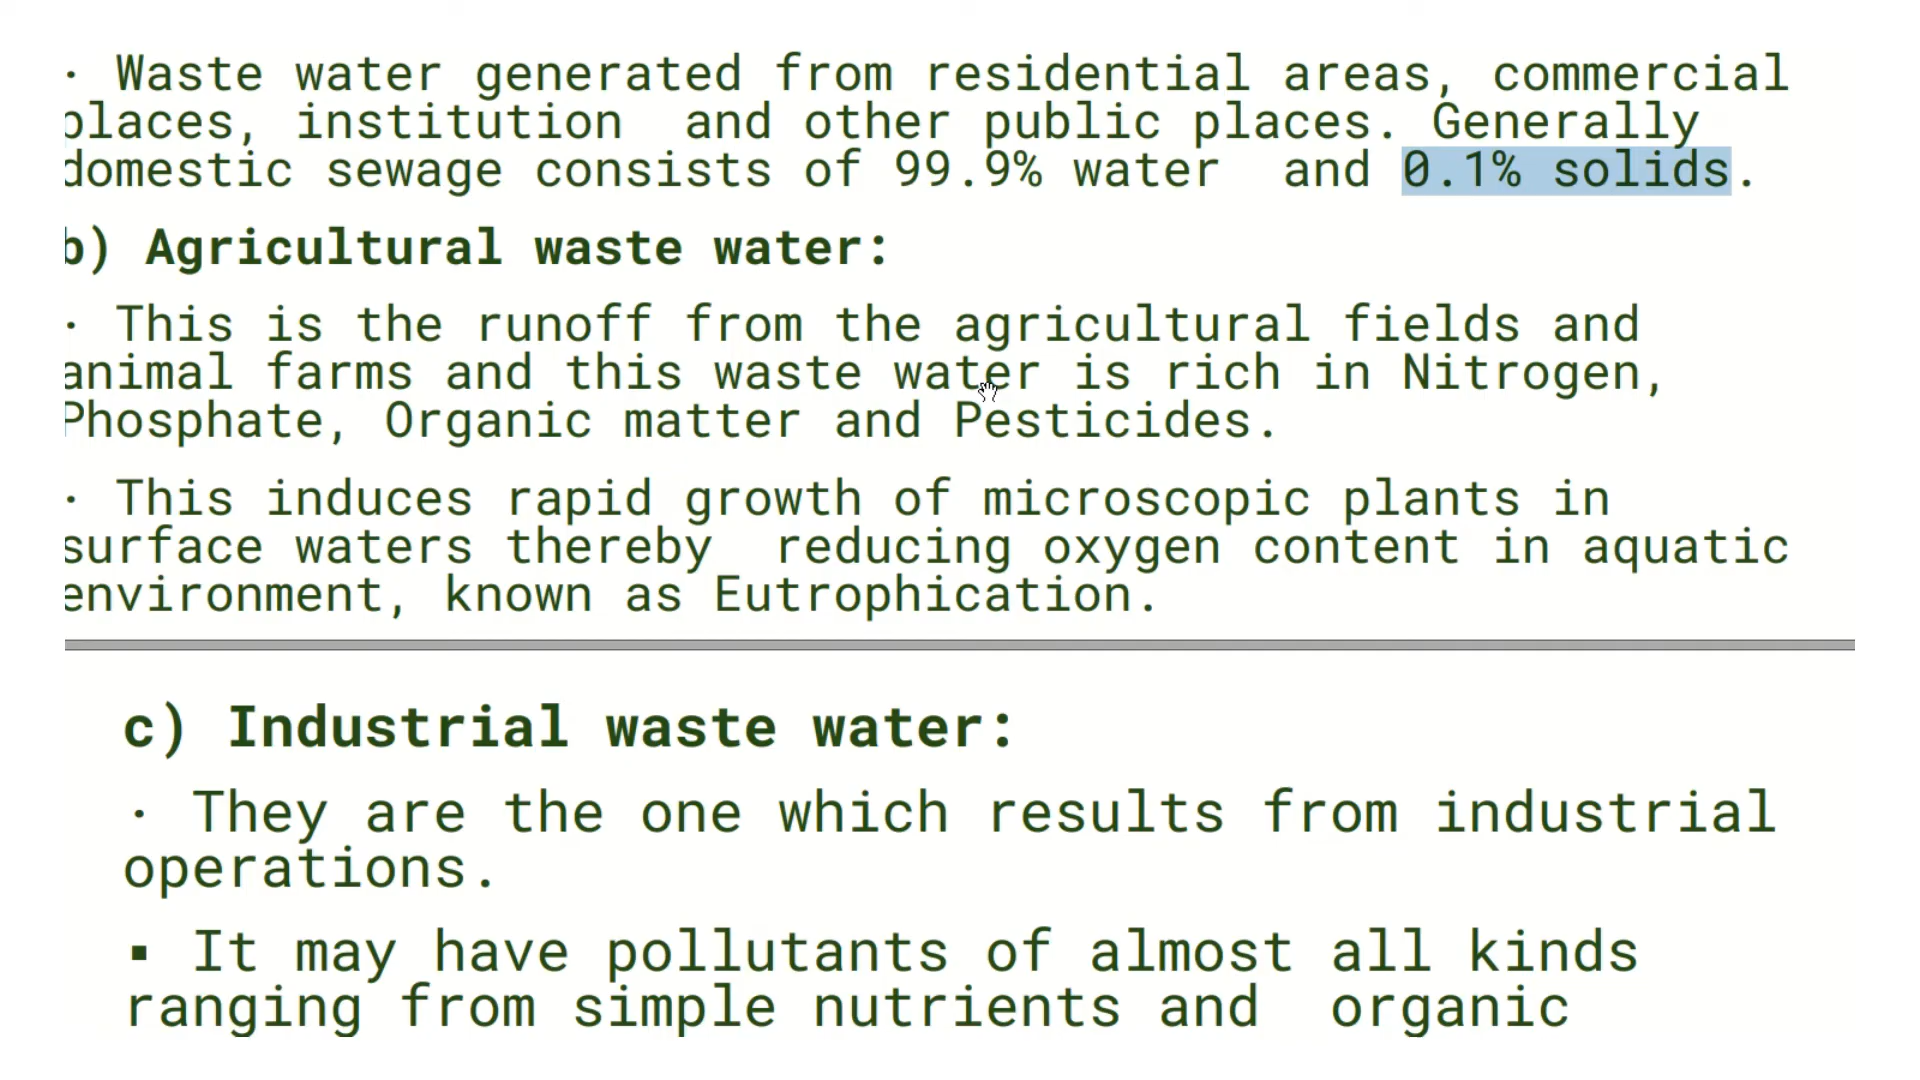 · Waste water generated from residential areas, commercial
places, institution  and other public places. Generally
domestic sewage consists of 99.9% water  and 0.1% solids.
b) Agricultural waste water:
· This is the runoff from the agricultural fields and
animal farms and this waste water is rich in Nitrogen,
Phosphate, Organic matter and Pesticides.
· This induces rapid growth of microscopic plants in
surface waters thereby  reducing oxygen content in aquatic
environment, known as Eutrophication.
c) Industrial waste water:
· They are the one which results from industrial
operations.
▪ It may have pollutants of almost all kinds
ranging from simple nutrients and  organic